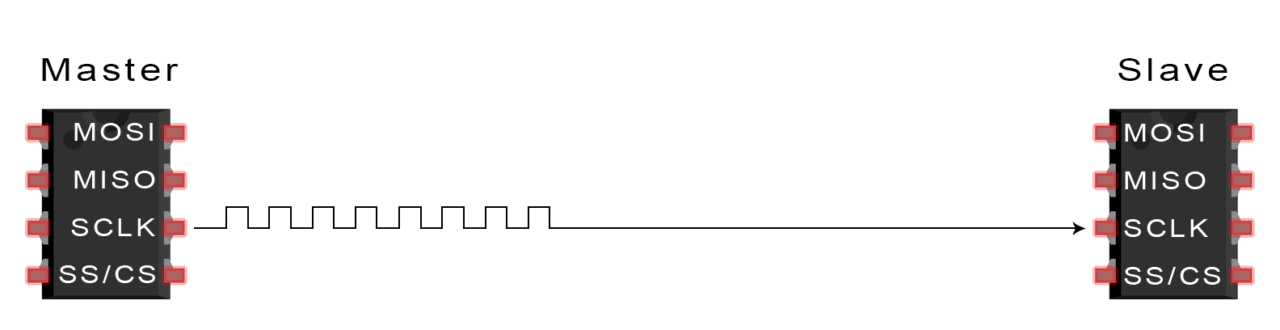 Master
MOSI
MISO
SCLK
SS/CS
Slave
MOSI
MISO
SCLK
SS/CS